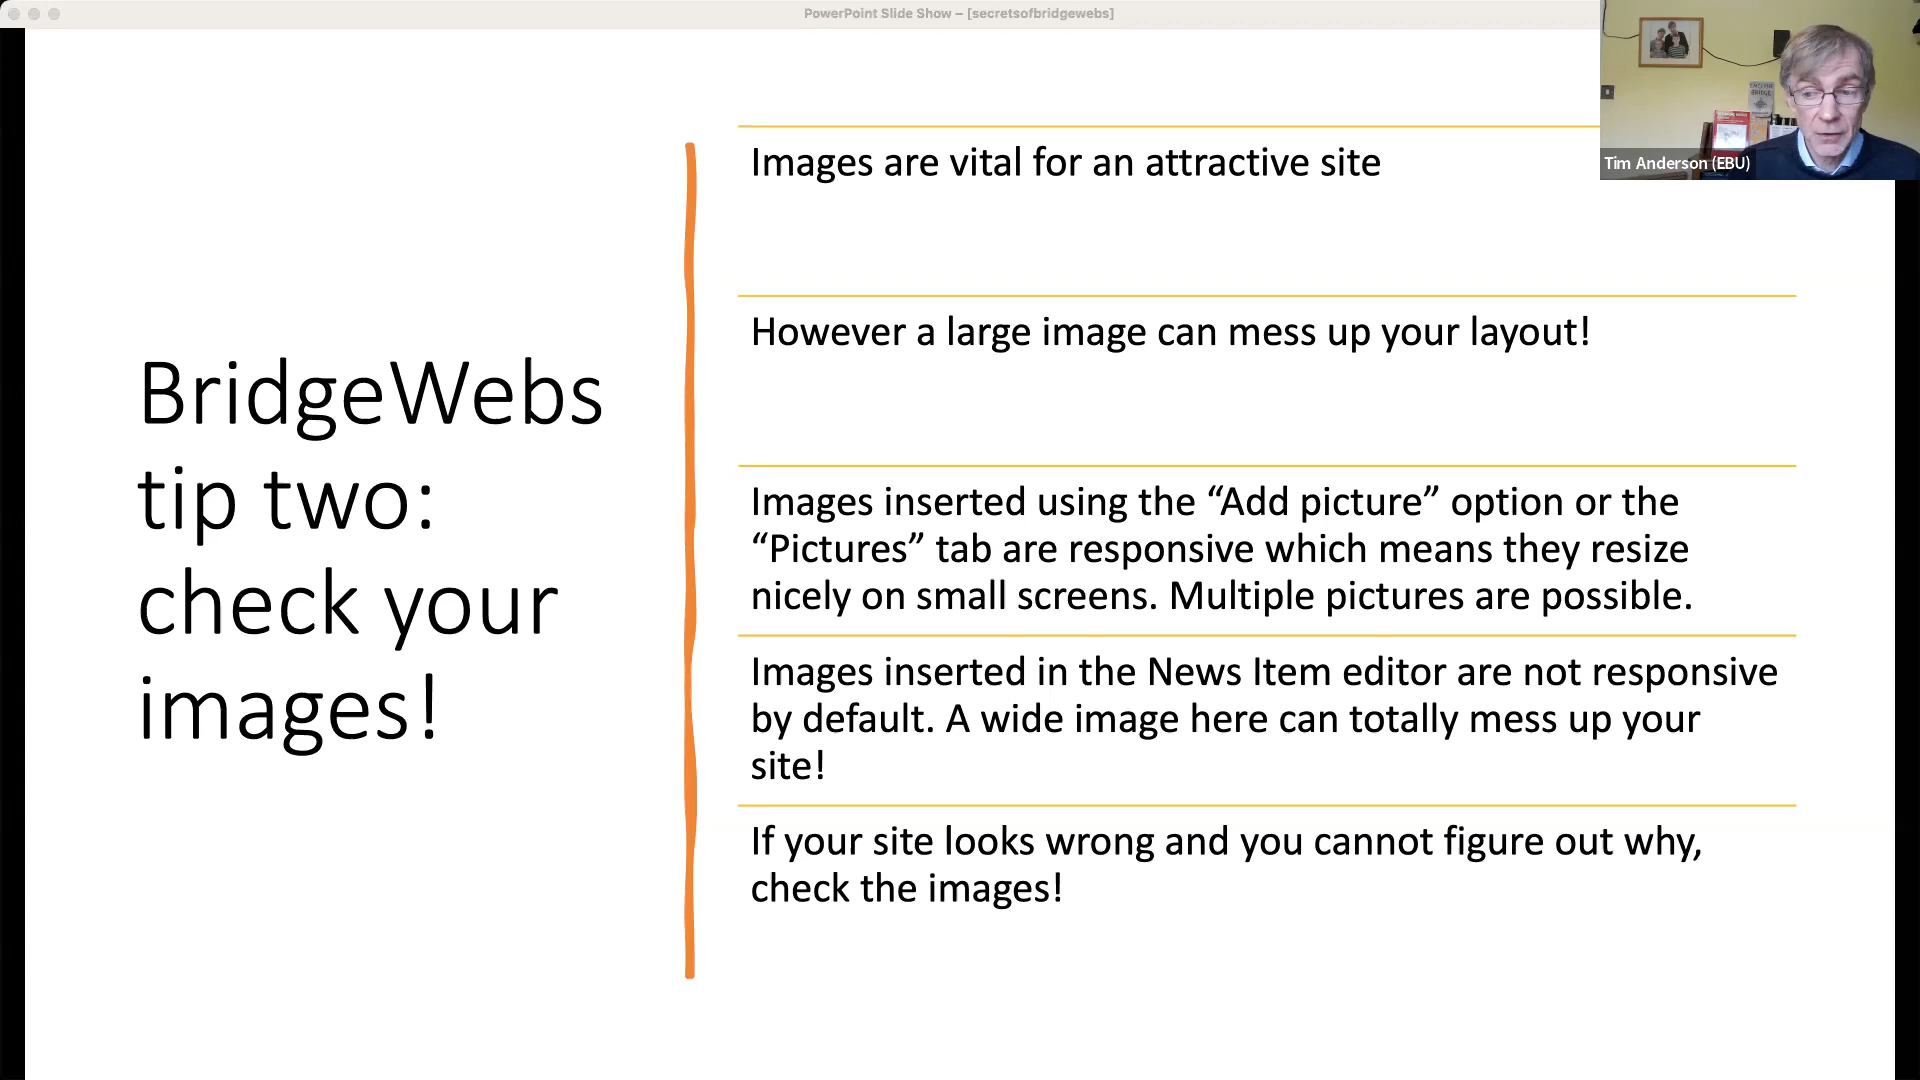 PowerPoint Slide Show – [secretsofbridgewebs]
Tim Anderson (EBU)
ENGLISH
BRIDGE
BridgeWebs
tip two:
check your
images!
Images are vital for an attractive site
However a large image can mess up your layout!
Images inserted using the “Add picture” option or the
“Pictures” tab are responsive which means they resize
nicely on small screens. Multiple pictures are possible.
Images inserted in the News Item editor are not responsive
by default. A wide image here can totally mess up your
site!
If your site looks wrong and you cannot figure out why,
check the images!